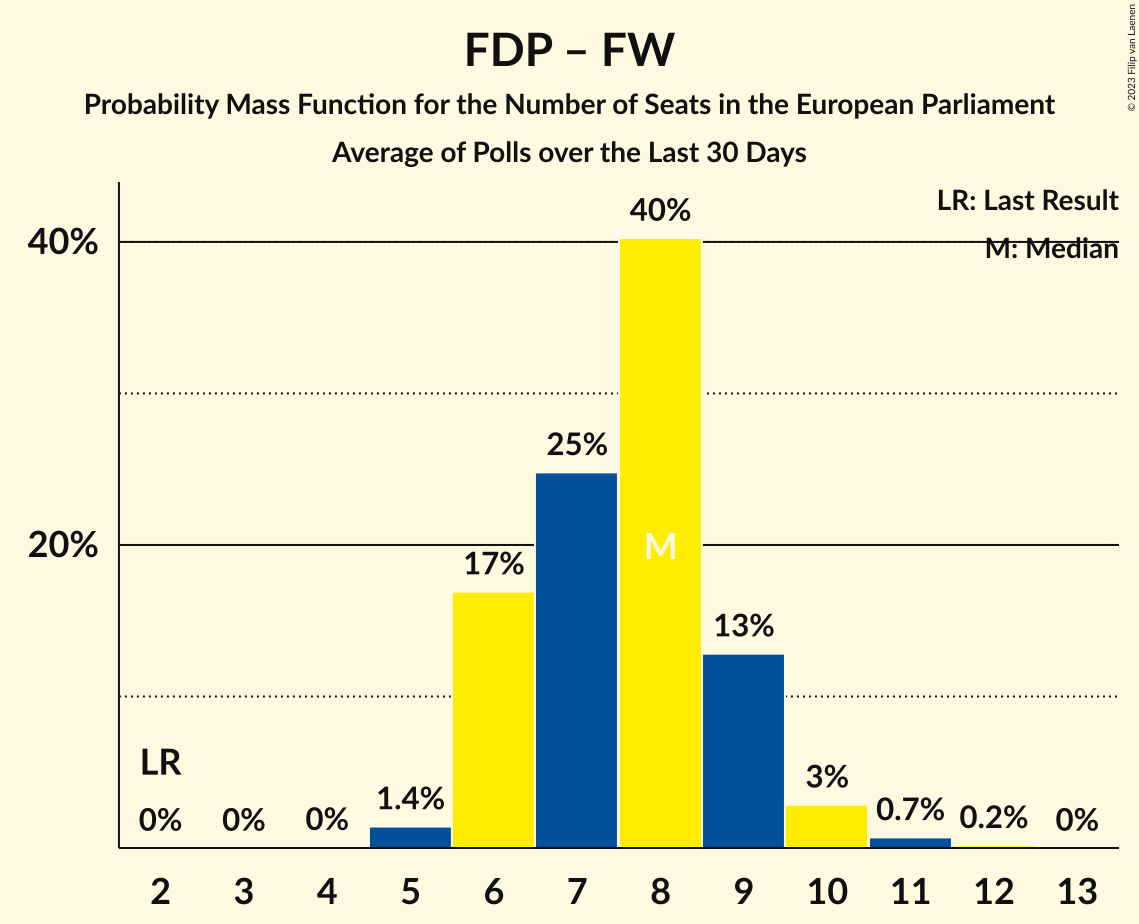 FDP – FW
Probability Mass Function for the Number of Seats in the European Parliament
Average of Polls over the Last 30 Days
© 2023 Filip van Laenen
LR: Last Result
M: Median
40%
20%
LR
0%
0%
0%
1.4%
17%
25%
40%
M
13%
3%
0.7%
0.2%
0%
2 3 4 5 6 7 8 9 10 11 12 13